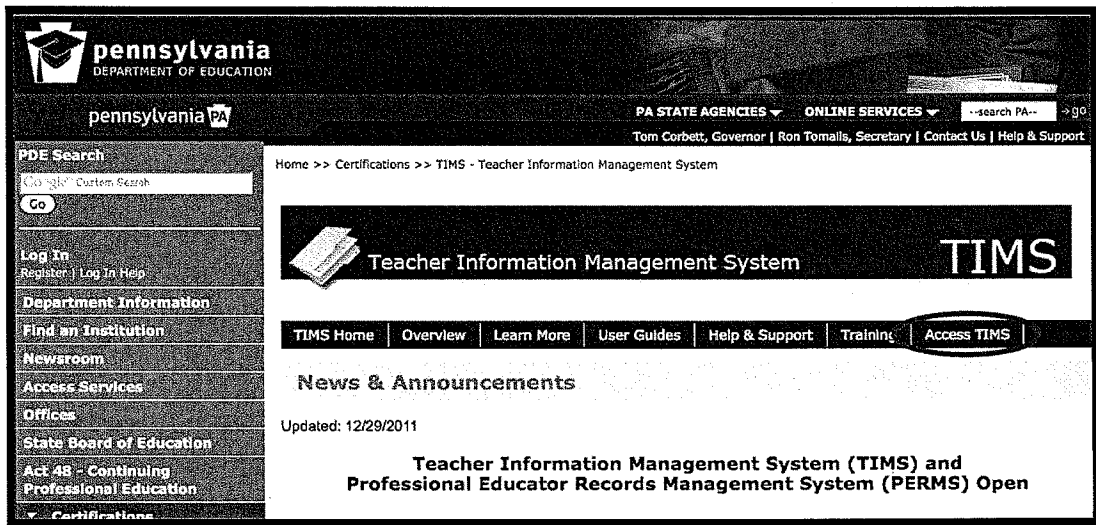 pennsylvania
DEPARTMENT OF EDUCATION
pennsylvania PA
PA STATE AGENCIES ONLINE SERVICES --search PA-- go
Tom Corbett, Governor | Ron Tomalis, Secretary | Contact Us | Help & Support
PDE Search
Google Custom Search
Go
Log In
Register | Log In Help
Department Information
Find an Institution
Newsroom
Access Services
Offices
State Board of Education
Act 48 - Continuing
Professional Education
Certifications
Home >> Certifications >> TIMS - Teacher Information Management System
Teacher Information Management System TIMS
TIMS Home | Overview | Learn More | User Guides | Help & Support | Training | Access TIMS |
News & Announcements
Updated: 12/29/2011
Teacher Information Management System (TIMS) and
Professional Educator Records Management System (PERMS) Open